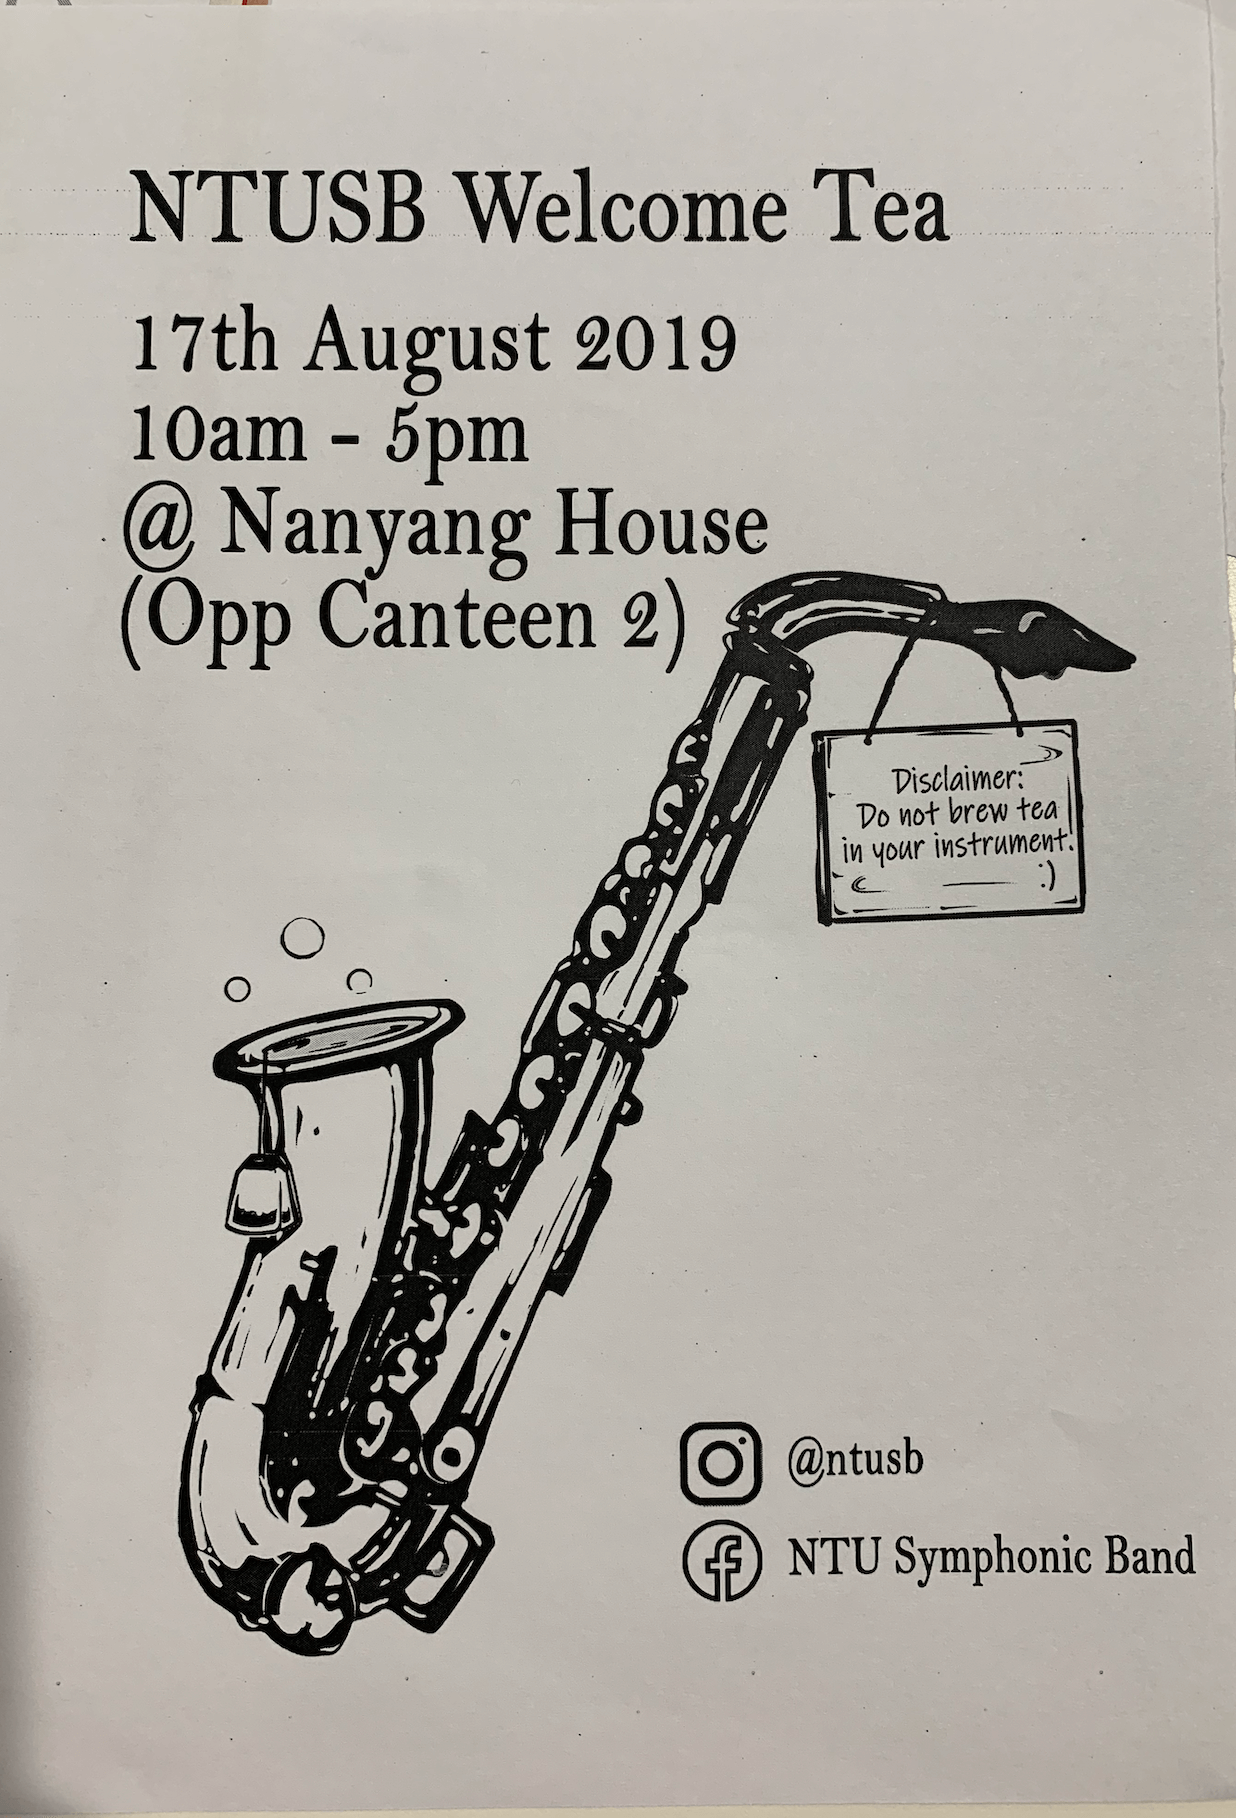 NTUSB Welcome Tea
17th August 2019
10am - 5pm
@ Nanyang House
(Opp Canteen 2)
Disclaimer:
Do not brew tea
in your instrument.
:)
@ntusb
NTU Symphonic Band